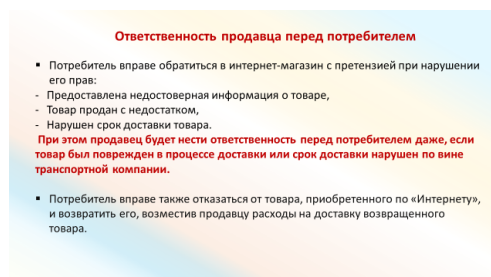 Ответственность продавца перед потребителем
▪ Потребитель вправе обратиться в интернет-магазин с претензией при нарушении
его прав:
- Предоставлена недостоверная информация о товаре,
- Товар продан с недостатком,
- Нарушен срок доставки товара.
При этом продавец будет нести ответственность перед потребителем даже, если
товар был поврежден в процессе доставки или срок доставки нарушен по вине
транспортной компании.
▪ Потребитель вправе также отказаться от товара, приобретенного по «Интернету»,
и возвратить его, возместив продавцу расходы на доставку возвращенного
товара.